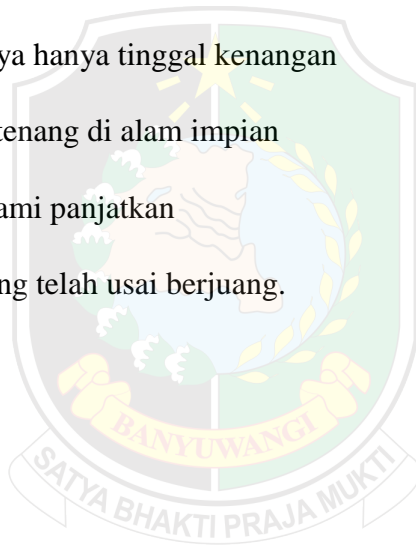 ya hanya tinggal kenangan
tenang di alam impian
ami panjatkan
ng telah usai berjuang.
BANYUWANGI
SATYA BHAKTI PRAJA MUKTI